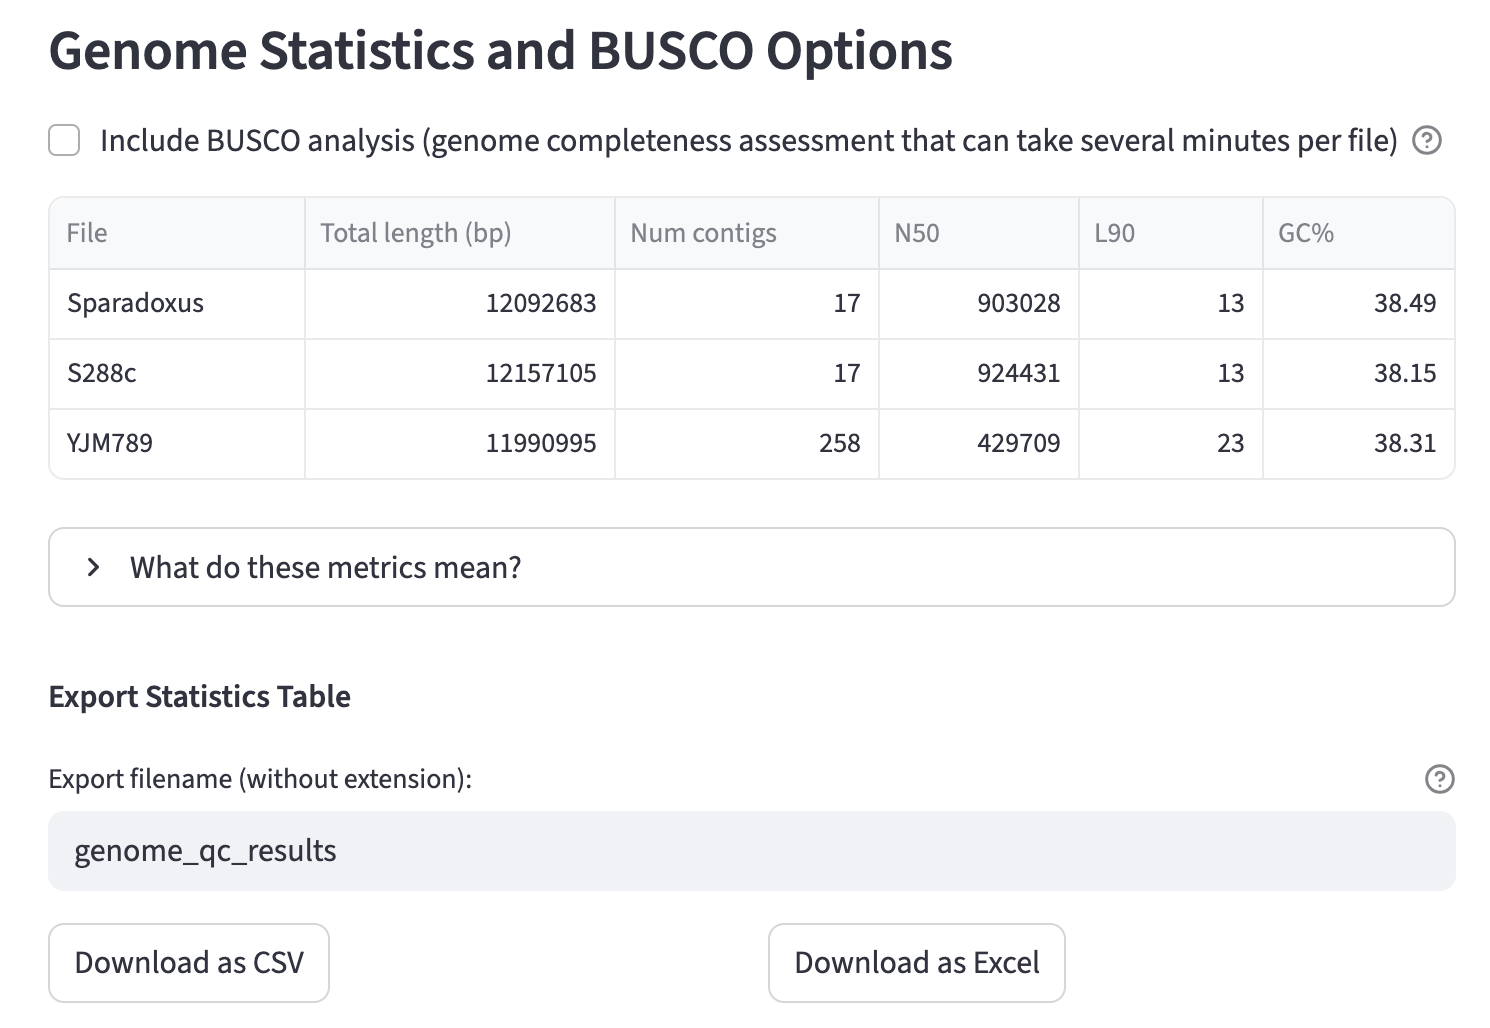 Genome Statistics and BUSCO Options
Include BUSCO analysis (genome completeness assessment that can take several minutes per file) ?
File Total length (bp) Num contigs N50 L90 GC%
Sparadoxus 12092683 17 903028 13 38.49
S288c 12157105 17 924431 13 38.15
YJM789 11990995 258 429709 23 38.31
What do these metrics mean?
Export Statistics Table
Export filename (without extension): ?
genome_qc_results
Download as CSV Download as Excel